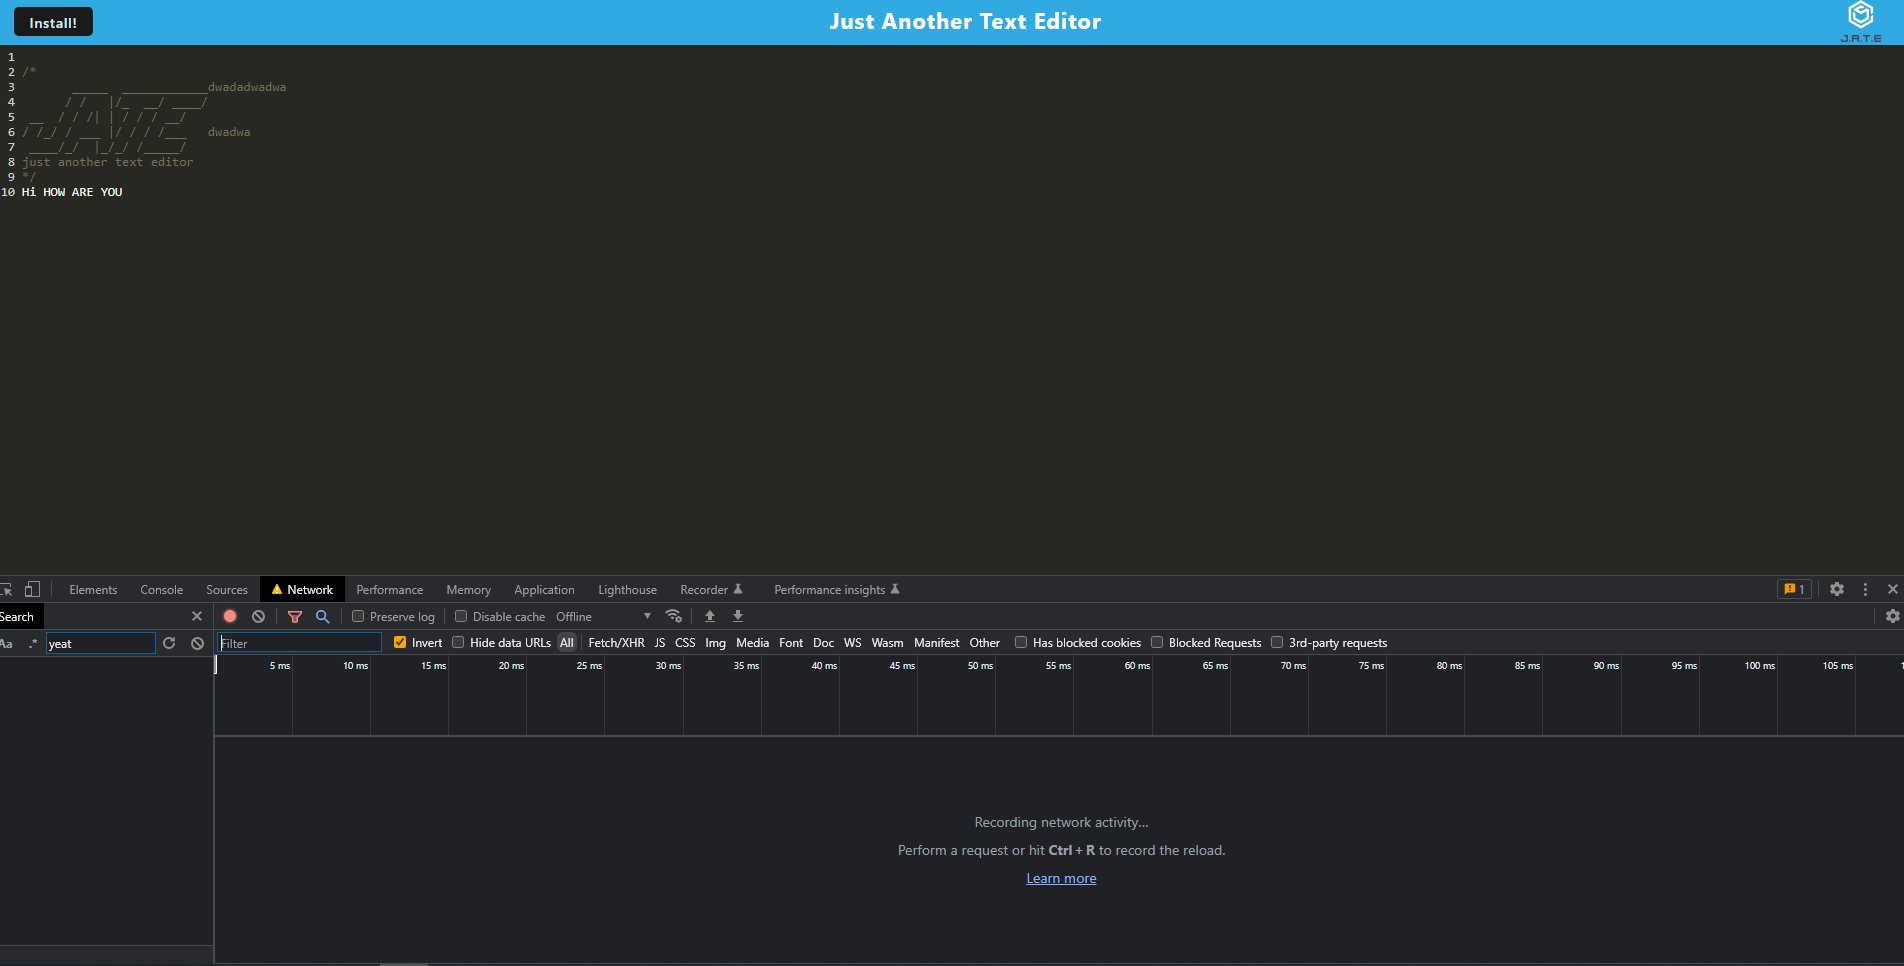 Install!
Just Another Text Editor
J.A.T.E
1
2 /*
3        _____  ____________dwadadwadwa
4       / /   |/_  __/ ____/
5  __  / / /| | / / / __/
6 / /_/ / ___ |/ / / /___   dwadwa
7  ____/_/  |_/_/ /_____/
8 just another text editor
9 */
10 Hi HOW ARE YOU
Elements Console Sources Network Performance Memory Application Lighthouse Recorder Performance insights 1
Search Preserve log Disable cache Offline
Aa .* yeat Filter Invert Hide data URLs All Fetch/XHR JS CSS Img Media Font Doc WS Wasm Manifest Other Has blocked cookies Blocked Requests 3rd-party requests
5 ms 10 ms 15 ms 20 ms 25 ms 30 ms 35 ms 40 ms 45 ms 50 ms 55 ms 60 ms 65 ms 70 ms 75 ms 80 ms 85 ms 90 ms 95 ms 100 ms 105 ms
Recording network activity...
Perform a request or hit Ctrl + R to record the reload.
Learn more